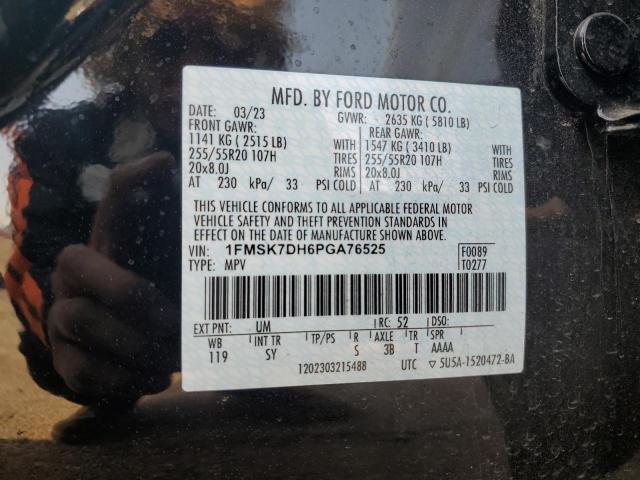 MFD. BY FORD MOTOR CO.
DATE: 03/23 GVWR: 2635 KG ( 5810 LB)
FRONT GAWR: REAR GAWR:
1141 KG ( 2515 LB) WITH 1547 KG ( 3410 LB) WITH
255/55R20 107H TIRES 255/55R20 107H TIRES
20x8.0J RIMS 20x8.0J RIMS
AT 230 kPa/ 33 PSI COLD AT 230 kPa/ 33 PSI COLD
THIS VEHICLE CONFORMS TO ALL APPLICABLE FEDERAL MOTOR
VEHICLE SAFETY AND THEFT PREVENTION STANDARDS IN
EFFECT ON THE DATE OF MANUFACTURE SHOWN ABOVE.
VIN: 1FMSK7DH6PGA76525 F0089
TYPE: MPV T0277
EXT PNT: UM RC: 52 DSO:
WB INT TR TP/PS R AXLE TR SPR
119 SY S 3B T AAAA
1202303215488 UTC ▽ 5U5A-1520472-BA